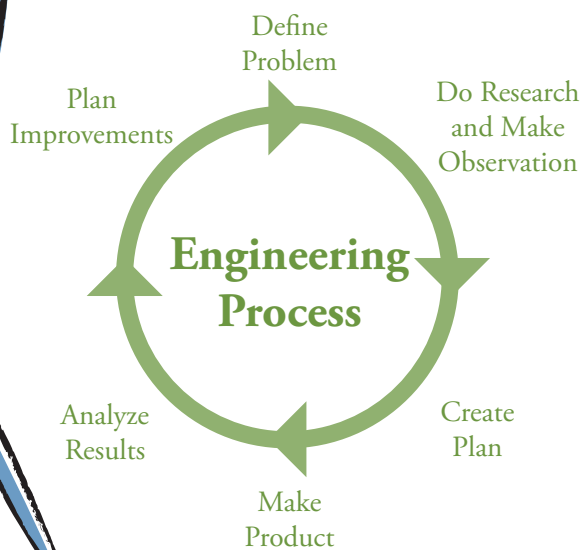 Define
Problem
Do Research
and Make
Observation
Create
Plan
Make
Product
Analyze
Results
Plan
Improvements
Engineering
Process